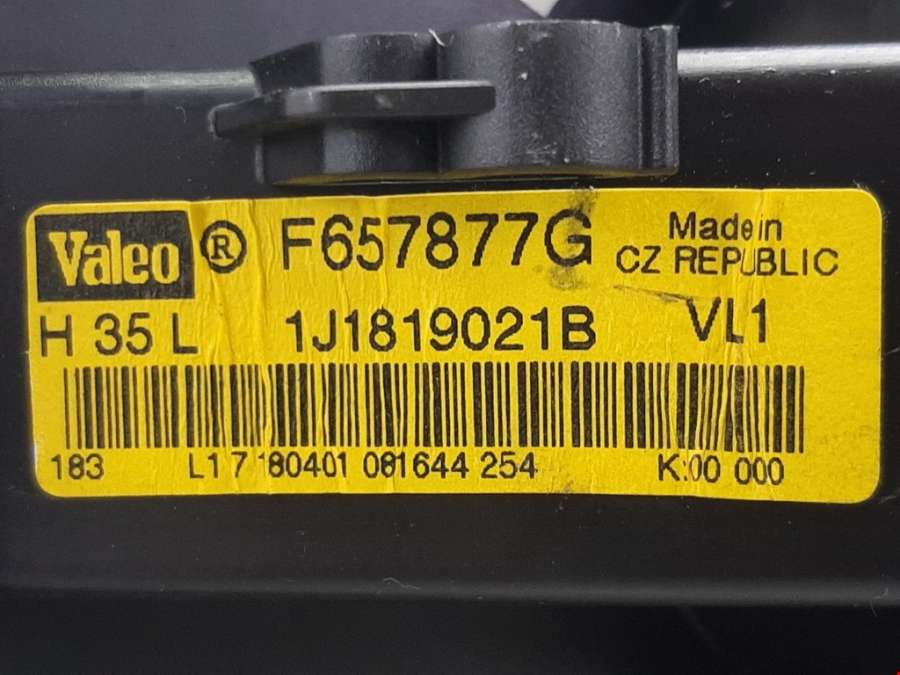 Valeo ® F657877G Made in
CZ REPUBLIC
H 35 L 1J1819021B VL1
183 L1 7 180401 081644 254 K:00 000